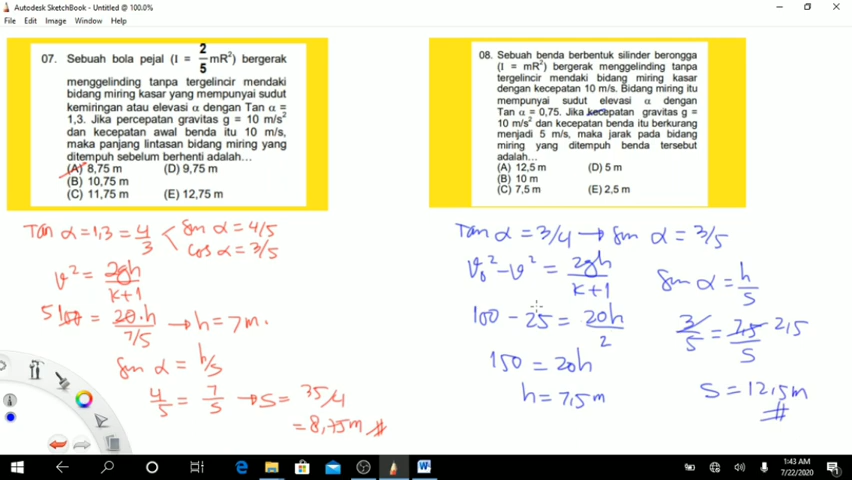 Autodesk SketchBook - Untitled @ 100.0%
File Edit Image Window Help
07. Sebuah bola pejal (I = 2/5 mR²) bergerak
menggelinding tanpa tergelincir mendaki
bidang miring kasar yang mempunyai sudut
kemiringan atau elevasi α dengan Tan α =
1,3. Jika percepatan gravitas g = 10 m/s²
dan kecepatan awal benda itu 10 m/s,
maka panjang lintasan bidang miring yang
ditempuh sebelum berhenti adalah...
(A) 8,75 m (D) 9,75 m
(B) 10,75 m
(C) 11,75 m (E) 12,75 m
Tan α = 1,3 = 4/3 < sin α = 4/5
cos α = 3/5
v² = 2gh/k+1
5 100 = 20.h/7/5 → h = 7m.
sin α = h/s
4/5 = 7/s → s = 35/4
= 8,75m #
08. Sebuah benda berbentuk silinder berongga
(I = mR²) bergerak menggelinding tanpa
tergelincir mendaki bidang miring kasar
dengan kecepatan 10 m/s. Bidang miring itu
mempunyai sudut elevasi α dengan
Tan α = 0,75. Jika kecepatan gravitas g =
10 m/s² dan kecepatan benda itu berkurang
menjadi 5 m/s, maka jarak pada bidang
miring yang ditempuh benda tersebut
adalah...
(A) 12,5 m (D) 5 m
(B) 10 m
(C) 7,5 m (E) 2,5 m
Tan α = 3/4 → sin α = 3/5
v₀² - v² = 2gh/k+1
100 - 25 = 20h/2
150 = 20h
h = 7,5m
sin α = h/s
3/5 = 7,5/s 2,5
s = 12,5m
#
1:43 AM
7/22/2020